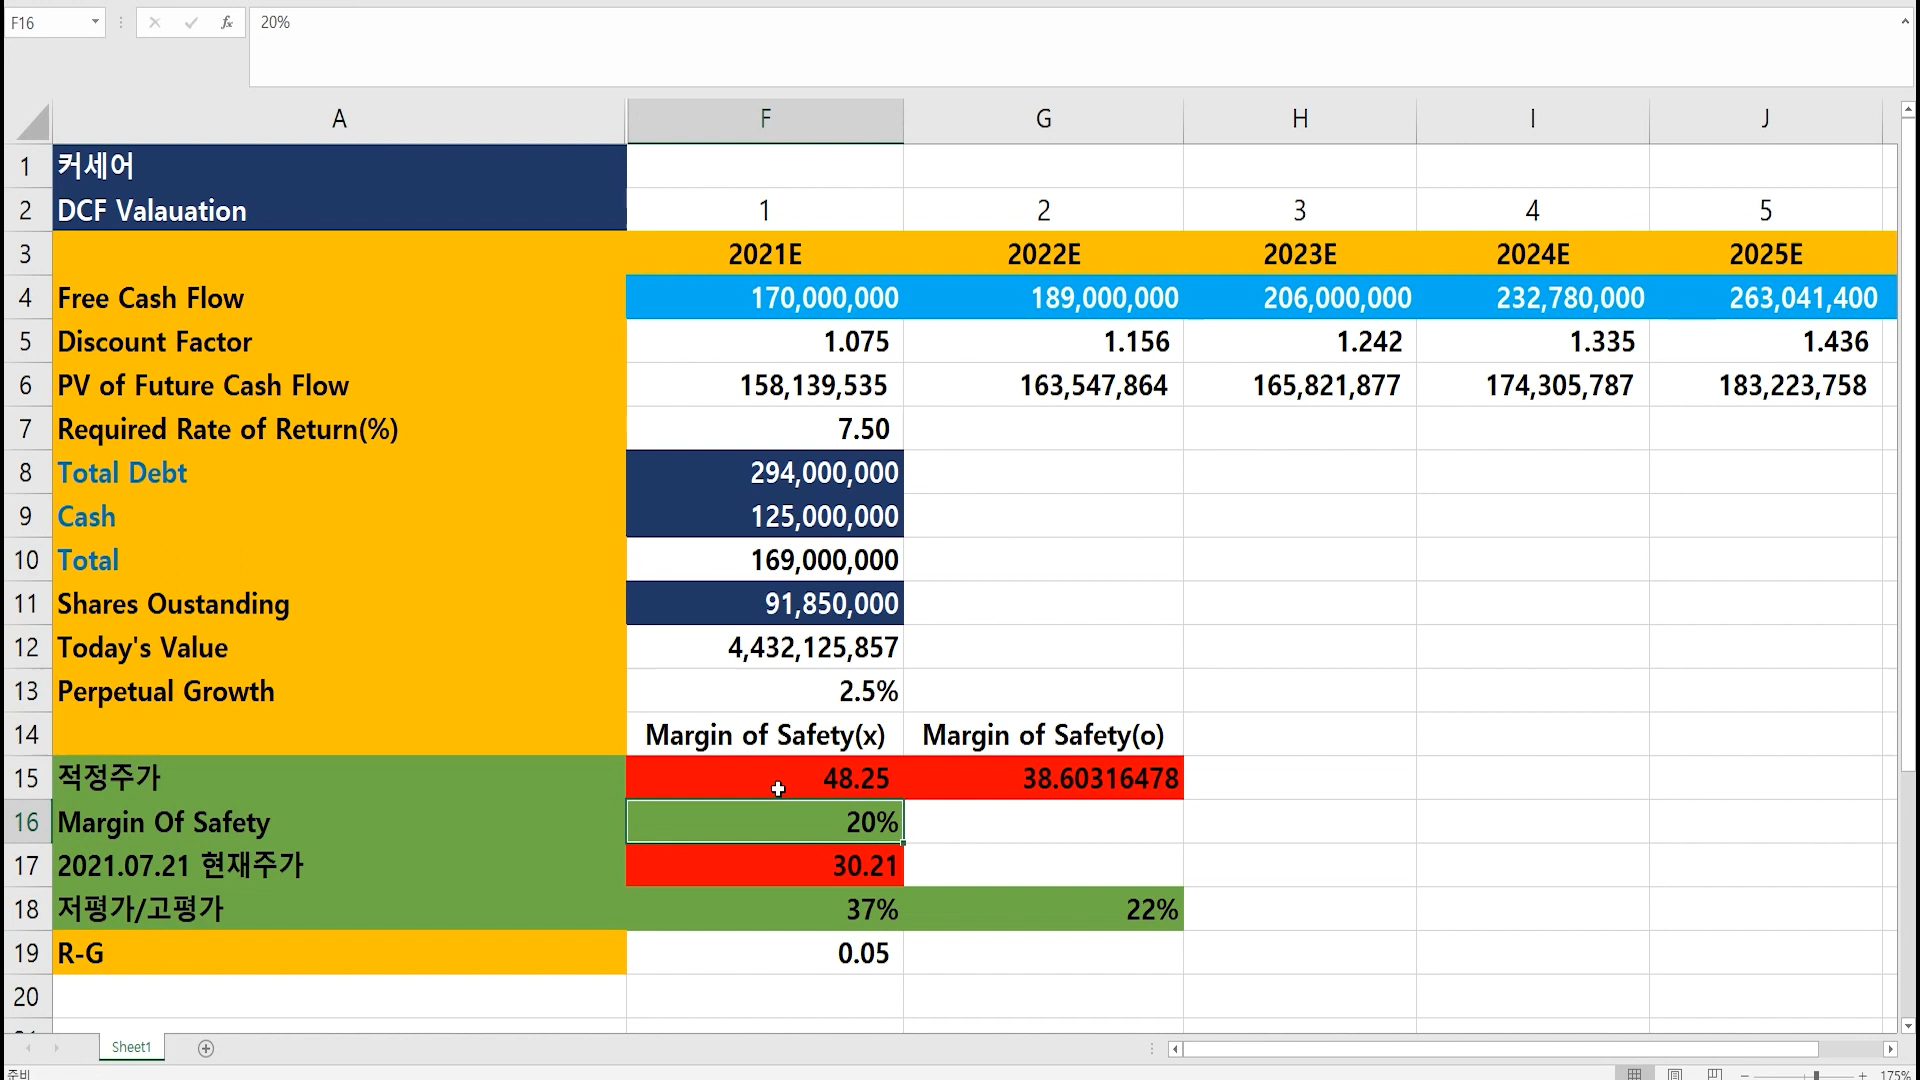 F16 fx 20%
A F G H I J
1 커세어
2 DCF Valauation 1 2 3 4 5
3 2021E 2022E 2023E 2024E 2025E
4 Free Cash Flow 170,000,000 189,000,000 206,000,000 232,780,000 263,041,400
5 Discount Factor 1.075 1.156 1.242 1.335 1.436
6 PV of Future Cash Flow 158,139,535 163,547,864 165,821,877 174,305,787 183,223,758
7 Required Rate of Return(%) 7.50
8 Total Debt 294,000,000
9 Cash 125,000,000
10 Total 169,000,000
11 Shares Oustanding 91,850,000
12 Today's Value 4,432,125,857
13 Perpetual Growth 2.5%
14 Margin of Safety(x) Margin of Safety(o)
15 적정주가 48.25 38.60316478
16 Margin Of Safety 20%
17 2021.07.21 현재주가 30.21
18 저평가/고평가 37% 22%
19 R-G 0.05
20
Sheet1
준비 175%